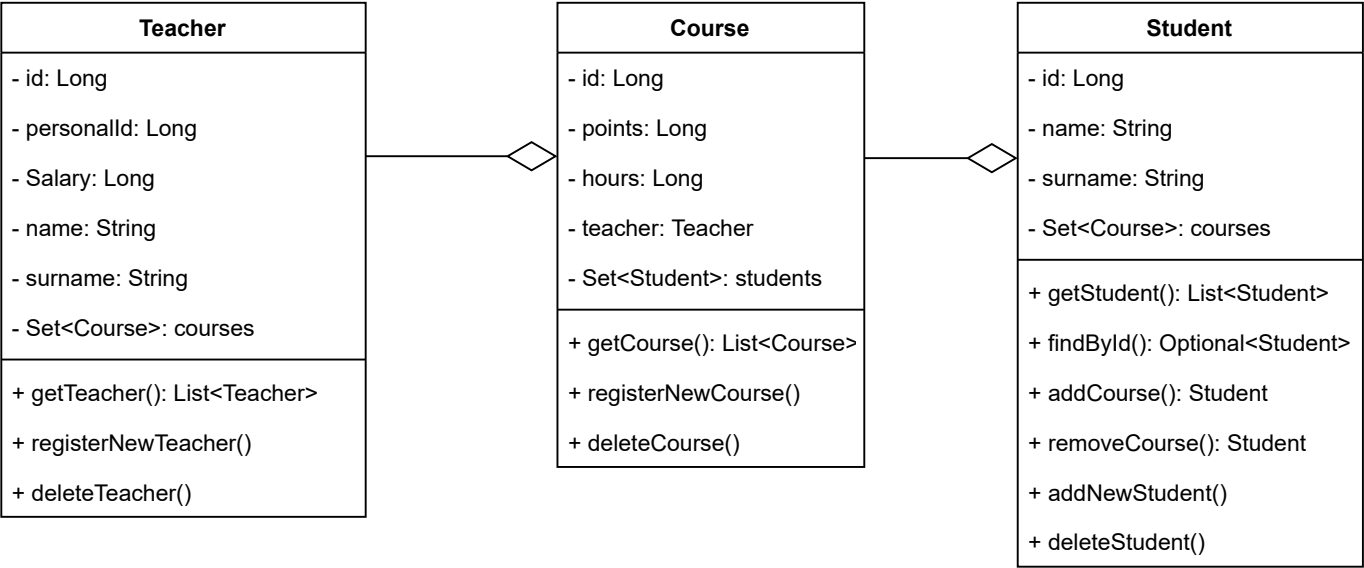 Teacher
- id: Long
- personalId: Long
- Salary: Long
- name: String
- surname: String
- Set<Course>: courses
+ getTeacher(): List<Teacher>
+ registerNewTeacher()
+ deleteTeacher()
Course
- id: Long
- points: Long
- hours: Long
- teacher: Teacher
- Set<Student>: students
+ getCourse(): List<Course>
+ registerNewCourse()
+ deleteCourse()
Student
- id: Long
- name: String
- surname: String
- Set<Course>: courses
+ getStudent(): List<Student>
+ findById(): Optional<Student>
+ addCourse(): Student
+ removeCourse(): Student
+ addNewStudent()
+ deleteStudent()